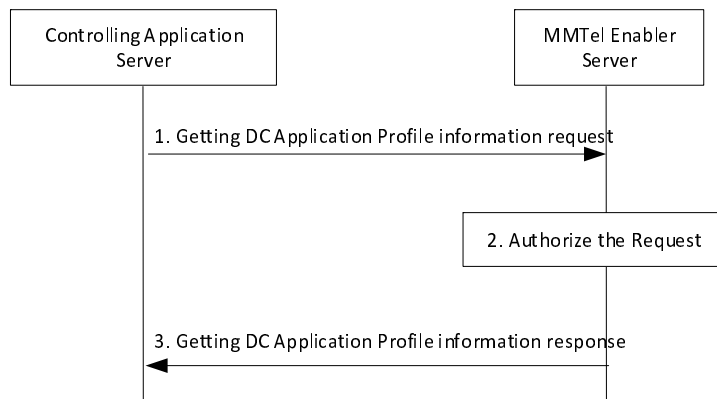 Controlling Application
Server
MMTel Enabler
Server
1. Getting DC Application Profile information request
2. Authorize the Request
3. Getting DC Application Profile information response